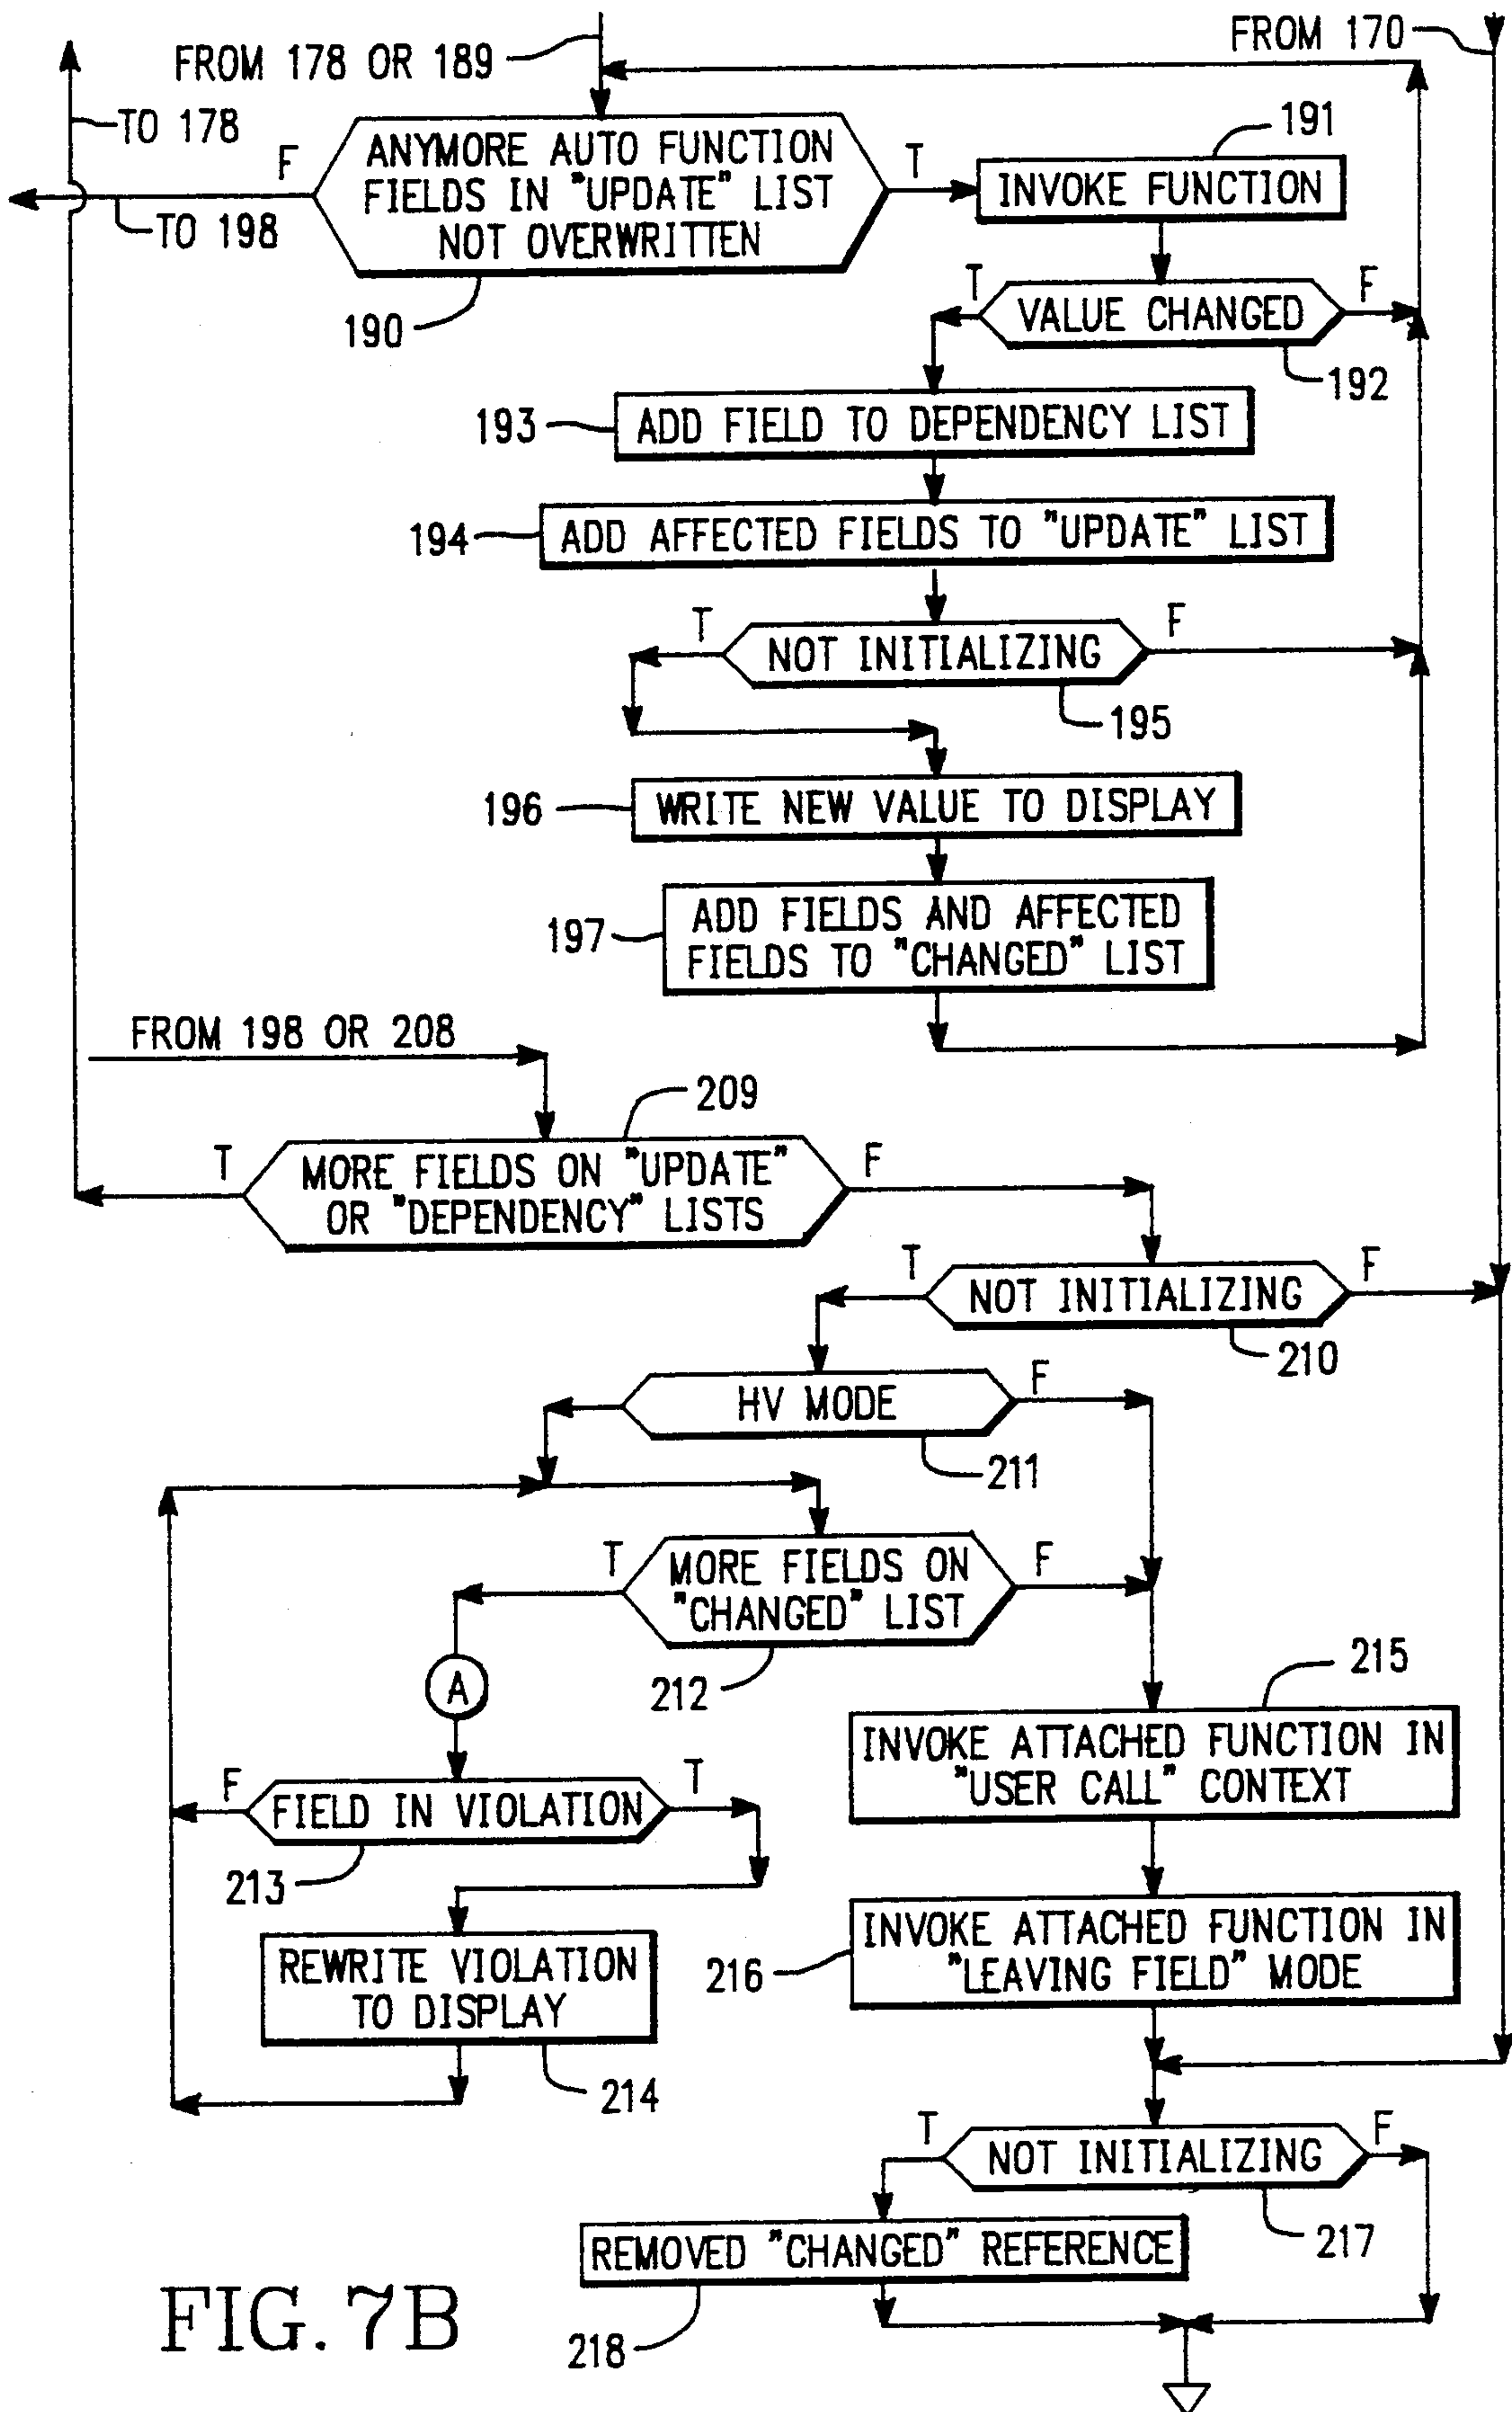 FROM 178 OR 189
FROM 170
TO 178
191
F
ANYMORE AUTO FUNCTION
FIELDS IN "UPDATE" LIST
NOT OVERWRITTEN
T
INVOKE FUNCTION
TO 198
190
T
VALUE CHANGED
F
192
193
ADD FIELD TO DEPENDENCY LIST
194
ADD AFFECTED FIELDS TO "UPDATE" LIST
T
NOT INITIALIZING
F
195
196
WRITE NEW VALUE TO DISPLAY
197
ADD FIELDS AND AFFECTED
FIELDS TO "CHANGED" LIST
FROM 198 OR 208
209
T
MORE FIELDS ON "UPDATE"
OR "DEPENDENCY" LISTS
F
T
NOT INITIALIZING
F
210
HV MODE
F
211
T
MORE FIELDS ON
"CHANGED" LIST
F
212
A
215
INVOKE ATTACHED FUNCTION IN
"USER CALL" CONTEXT
F
FIELD IN VIOLATION
T
213
216
INVOKE ATTACHED FUNCTION IN
"LEAVING FIELD" MODE
REWRITE VIOLATION
TO DISPLAY
214
T
NOT INITIALIZING
F
217
REMOVED "CHANGED" REFERENCE
218
FIG. 7B